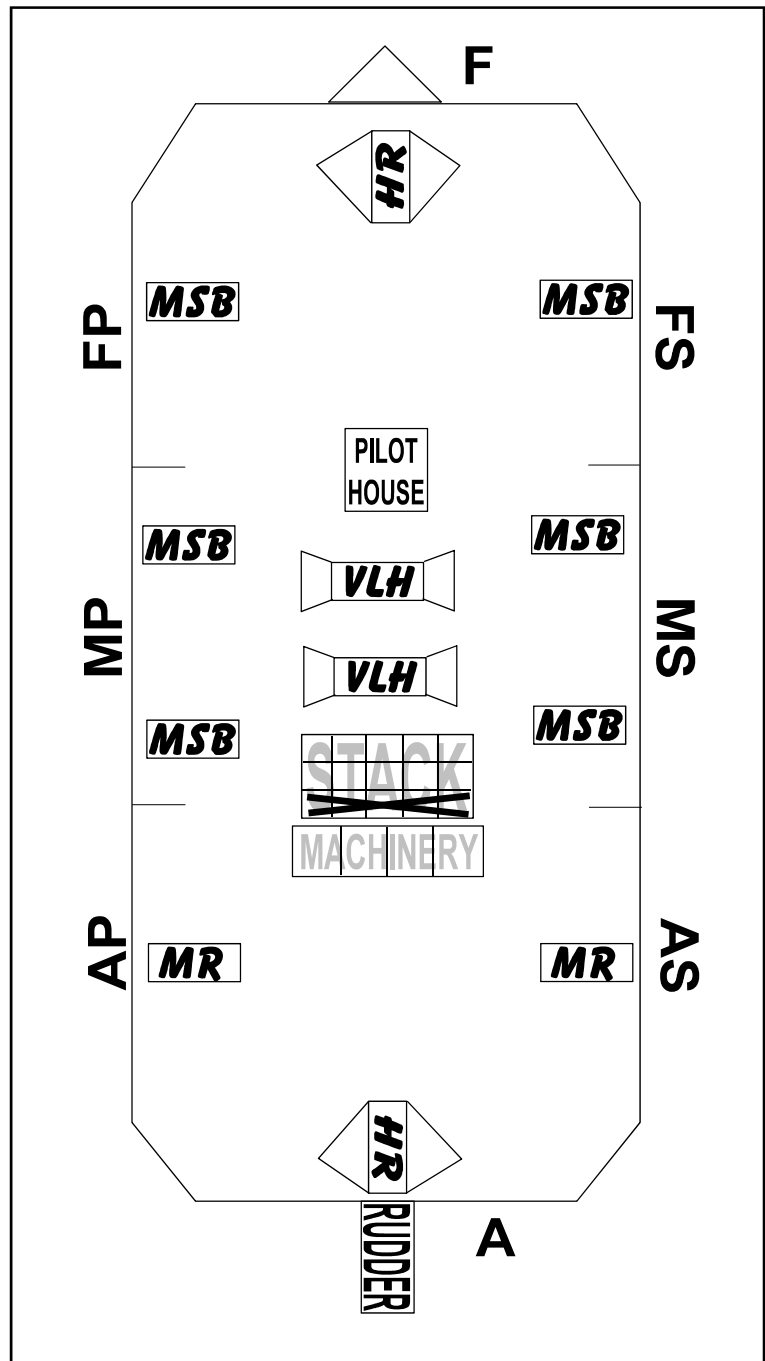 F
HR
MSB
MSB
FP
FS
PILOT
HOUSE
MSB
MSB
VLH
MP
MS
VLH
MSB
MSB
STACK
MACHINERY
AP
AS
MR
MR
HR
RUDDER
A